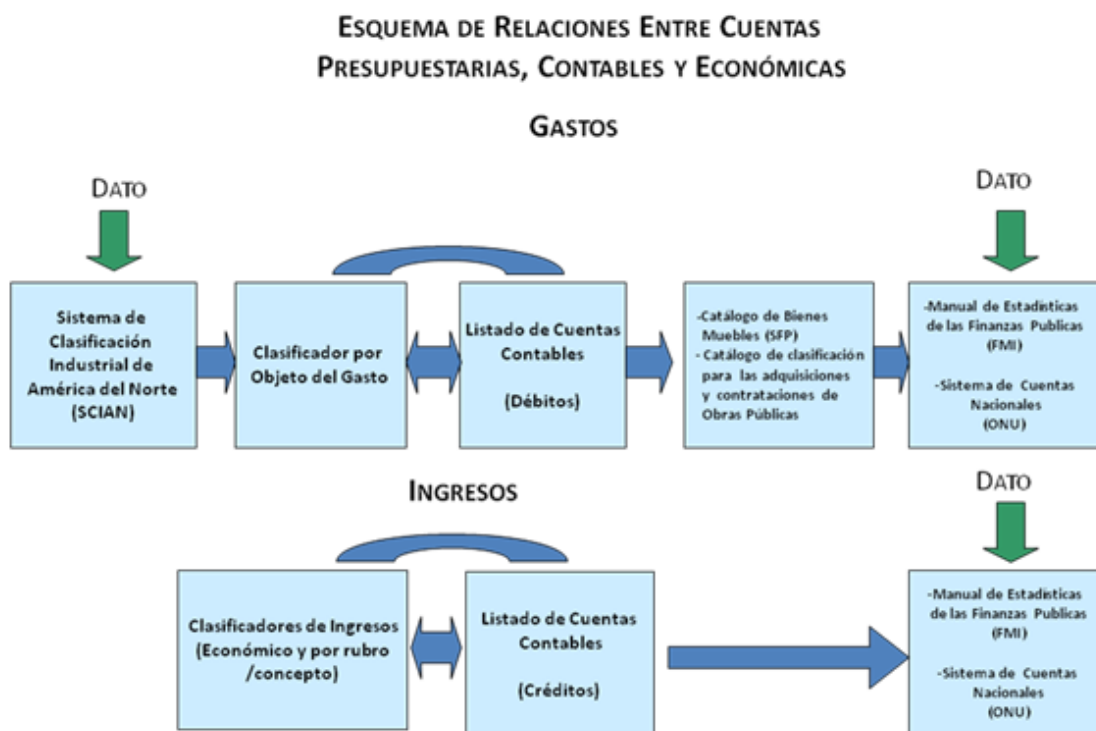 ESQUEMA DE RELACIONES ENTRE CUENTAS
PRESUPUESTARIAS, CONTABLES Y ECONÓMICAS
GASTOS
DATO
DATO
Sistema de
Clasificación
Industrial de
América del Norte
(SCIAN)
Clasificador por
Objeto del Gasto
Listado de Cuentas
Contables
(Débitos)
-Catálogo de Bienes
Muebles (SFP)
- Catálogo de clasificación
para las adquisiciones
y contrataciones de
Obras Públicas
-Manual de Estadísticas
de las Finanzas Publicas
(FMI)
-Sistema de Cuentas
Nacionales
(ONU)
INGRESOS
DATO
Clasificadores de Ingresos
(Económico y por rubro
/concepto)
Listado de Cuentas
Contables
(Créditos)
-Manual de Estadísticas
de las Finanzas Publicas
(FMI)
-Sistema de Cuentas
Nacionales
(ONU)